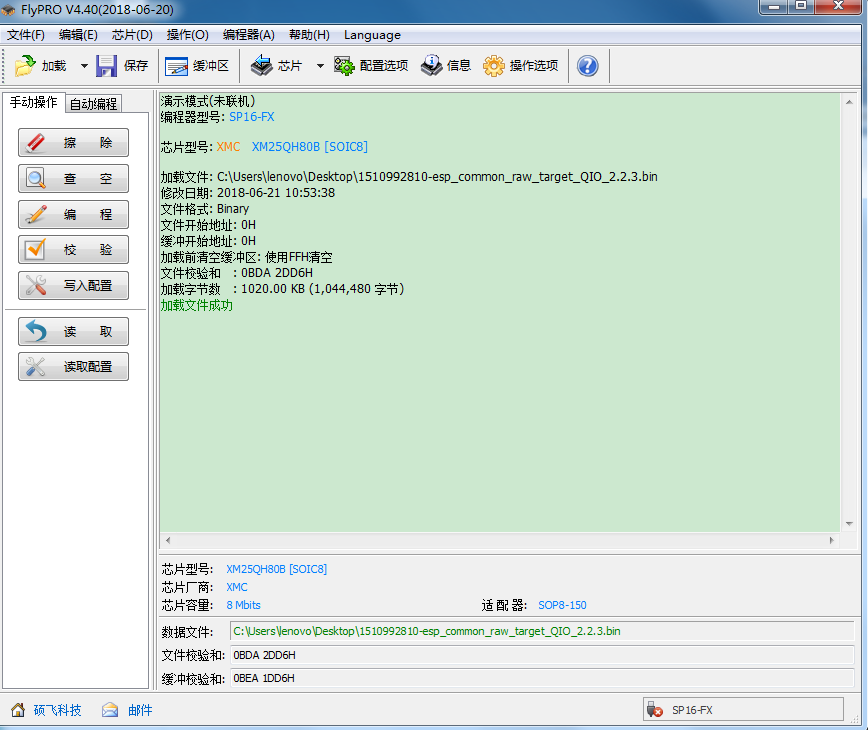 FlyPRO V4.40(2018-06-20)
文件(F) 编辑(E) 芯片(D) 操作(O) 编程器(A) 帮助(H) Language
加载 保存 缓冲区 芯片 配置选项 信息 操作选项
手动操作 自动编程
擦 除
查 空
编 程
校 验
写入配置
读 取
读取配置
演示模式(未联机)
编程器型号: SP16-FX
芯片型号: XMC XM25QH80B [SOIC8]
加载文件: C:\Users\lenovo\Desktop\1510992810-esp_common_raw_target_QIO_2.2.3.bin
修改日期: 2018-06-21 10:53:38
文件格式: Binary
文件开始地址: 0H
缓冲开始地址: 0H
加载前清空缓冲区: 使用FFH清空
文件校验和 : 0BDA 2DD6H
加载字节数 : 1020.00 KB (1,044,480 字节)
加载文件成功
芯片型号: XM25QH80B [SOIC8]
芯片厂商: XMC
芯片容量: 8 Mbits 适 配 器: SOP8-150
数据文件: C:\Users\lenovo\Desktop\1510992810-esp_common_raw_target_QIO_2.2.3.bin
文件校验和: 0BDA 2DD6H
缓冲校验和: 0BEA 1DD6H
硕飞科技 邮件 SP16-FX